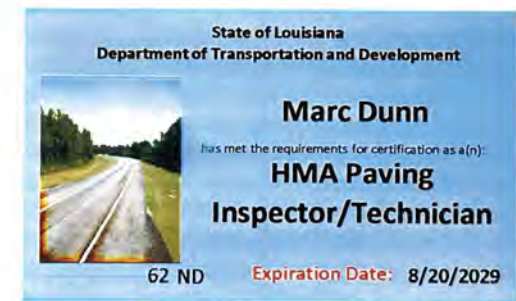 State of Louisiana
Department of Transportation and Development
Marc Dunn
has met the requirements for certification as a(n):
HMA Paving
Inspector/Technician
62 ND
Expiration Date: 8/20/2029